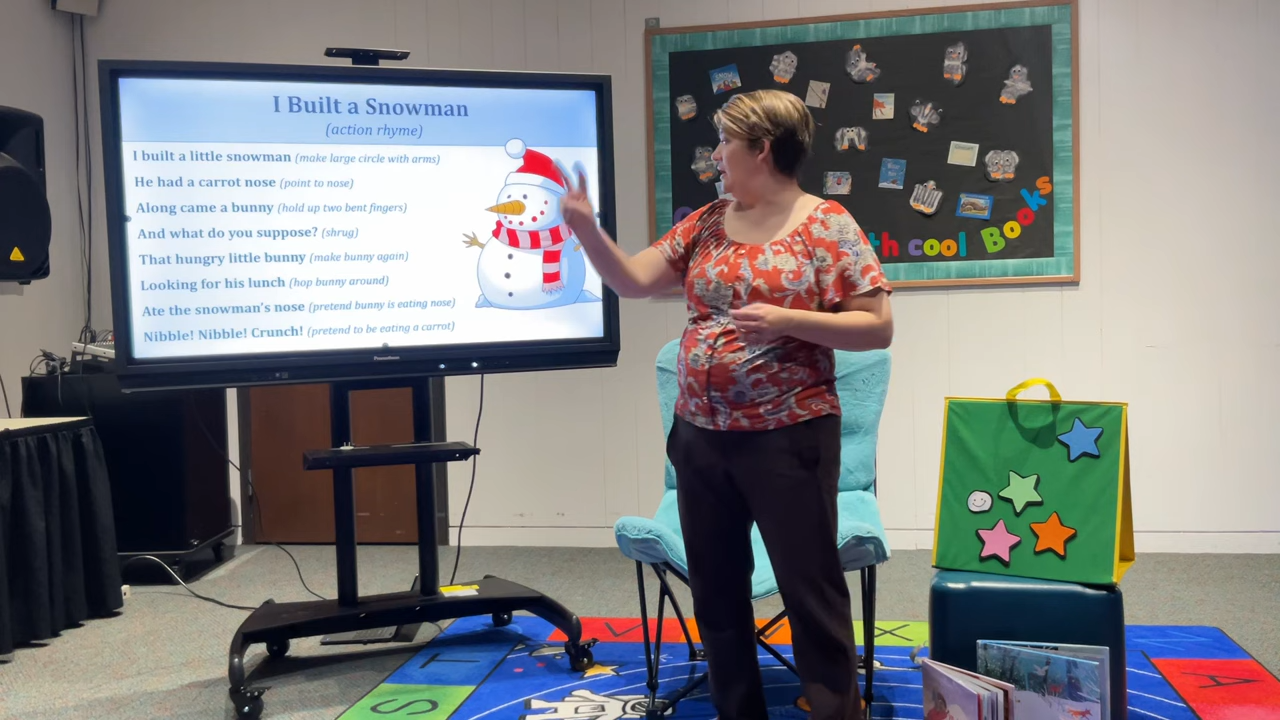 I Built a Snowman
(action rhyme)
I built a little snowman (make large circle with arms)
He had a carrot nose (point to nose)
Along came a bunny (hold up two bent fingers)
And what do you suppose? (shrug)
That hungry little bunny (make bunny again)
Looking for his lunch (hop bunny around)
Ate the snowman's nose (pretend bunny is eating nose)
Nibble! Nibble! Crunch! (pretend to be eating a carrot)
Promethean
th cool Books
T
S
X
A